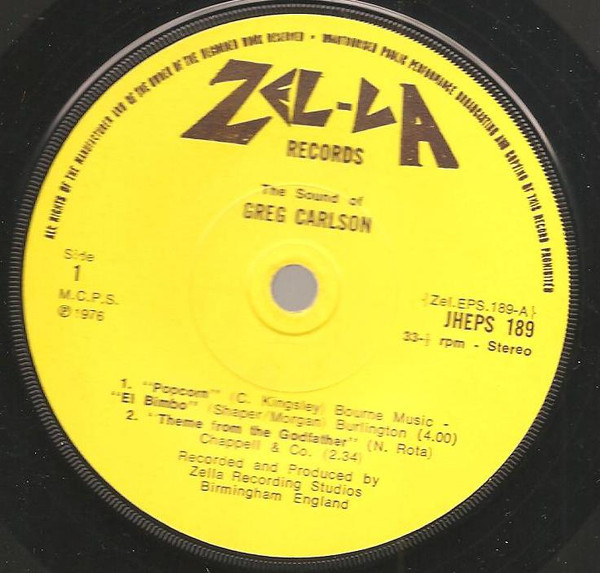 ALL RIGHTS OF THE MANUFACTURER AND OF THE OWNER OF THE RECORDED WORK RESERVED • UNAUTHORISED PUBLIC PERFORMANCE BROADCASTING AND COPYING OF THIS RECORD PROHIBITED
ZEL-LA
RECORDS
The Sound of
GREG CARLSON
Side
1
M.C.P.S.
℗ 1976
{Zel.EPS.189-A}
JHEPS 189
33-⅓ rpm - Stereo
1. "Popcorn" (C. Kingsley) Bourne Music -
"El Bimbo" (Shaper/Morgan) Burlington (4.00)
2. "Theme from the Godfather" (N. Rota)
Chappell & Co. (2.34)
Recorded and Produced by
Zella Recording Studios
Birmingham England